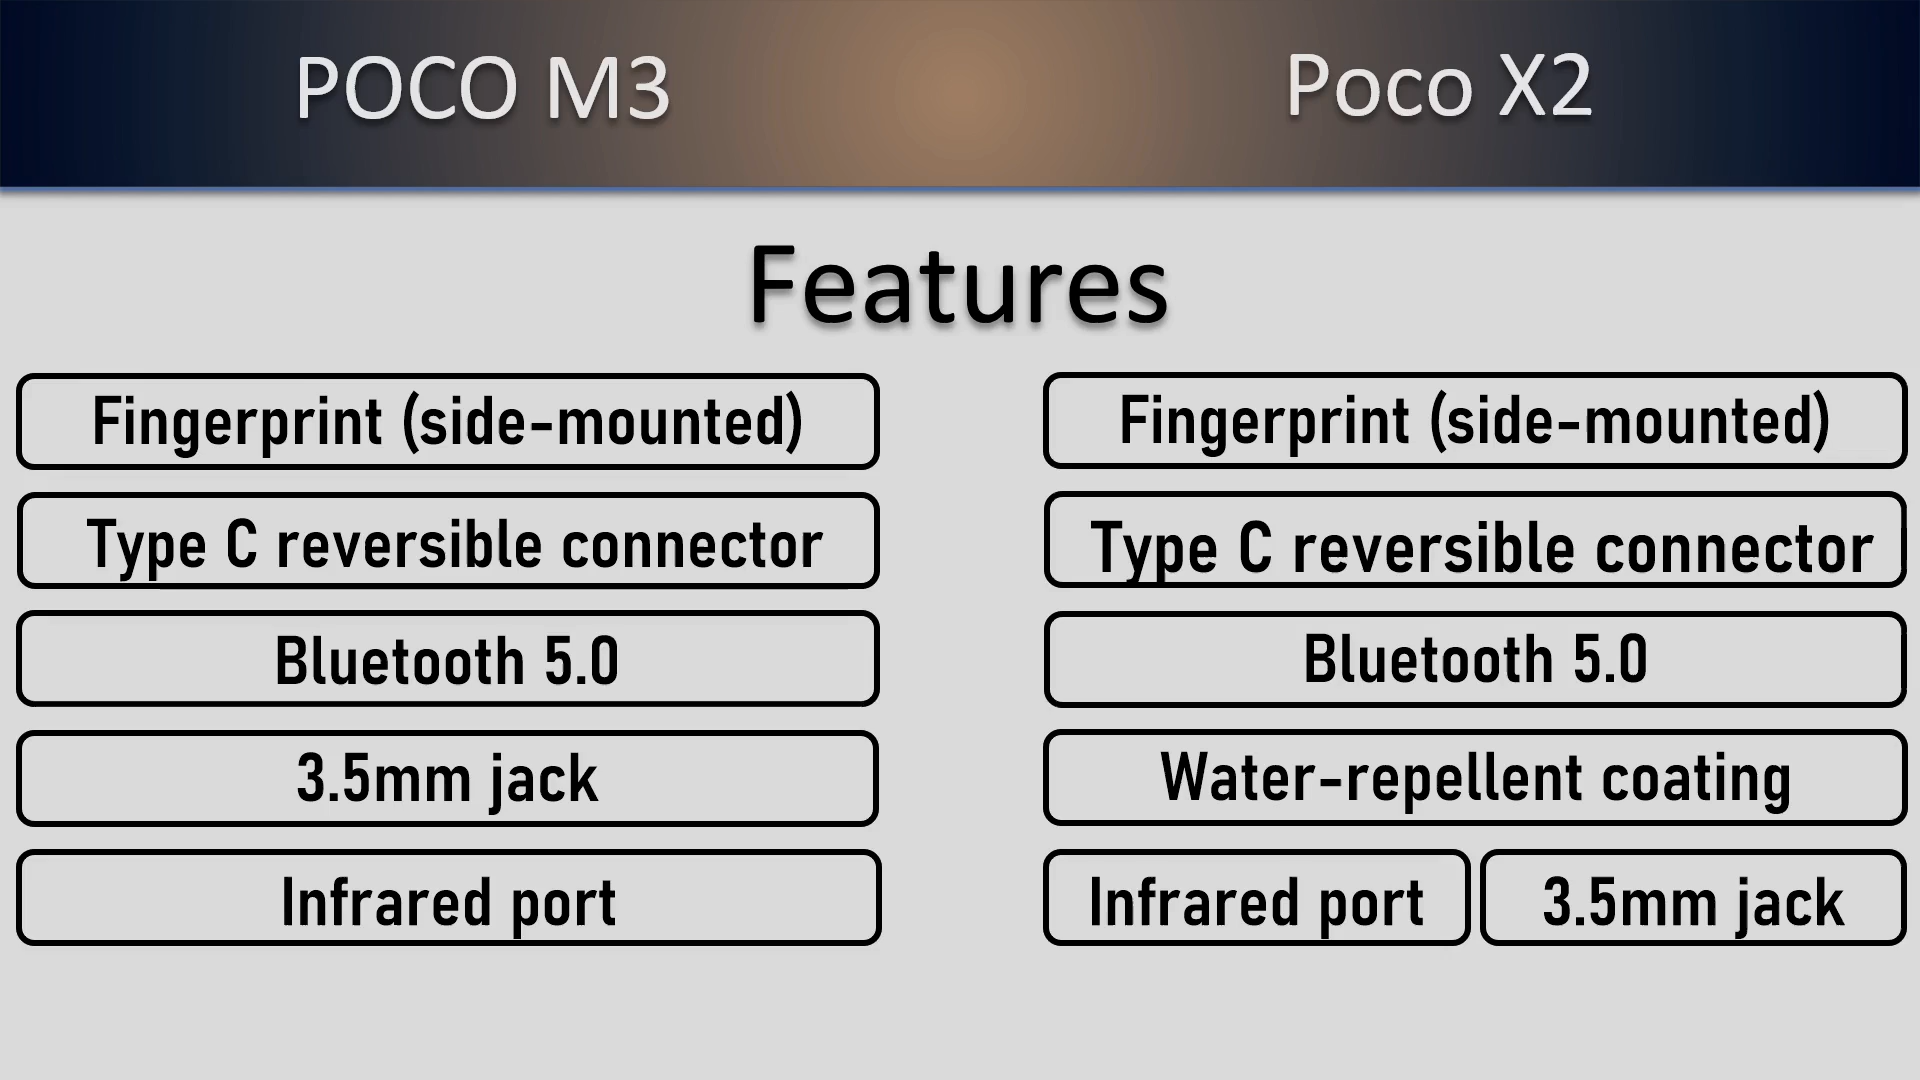 POCO M3
Poco X2
Features
Fingerprint (side-mounted)
Fingerprint (side-mounted)
Type C reversible connector
Type C reversible connector
Bluetooth 5.0
Bluetooth 5.0
3.5mm jack
Water-repellent coating
Infrared port
Infrared port
3.5mm jack